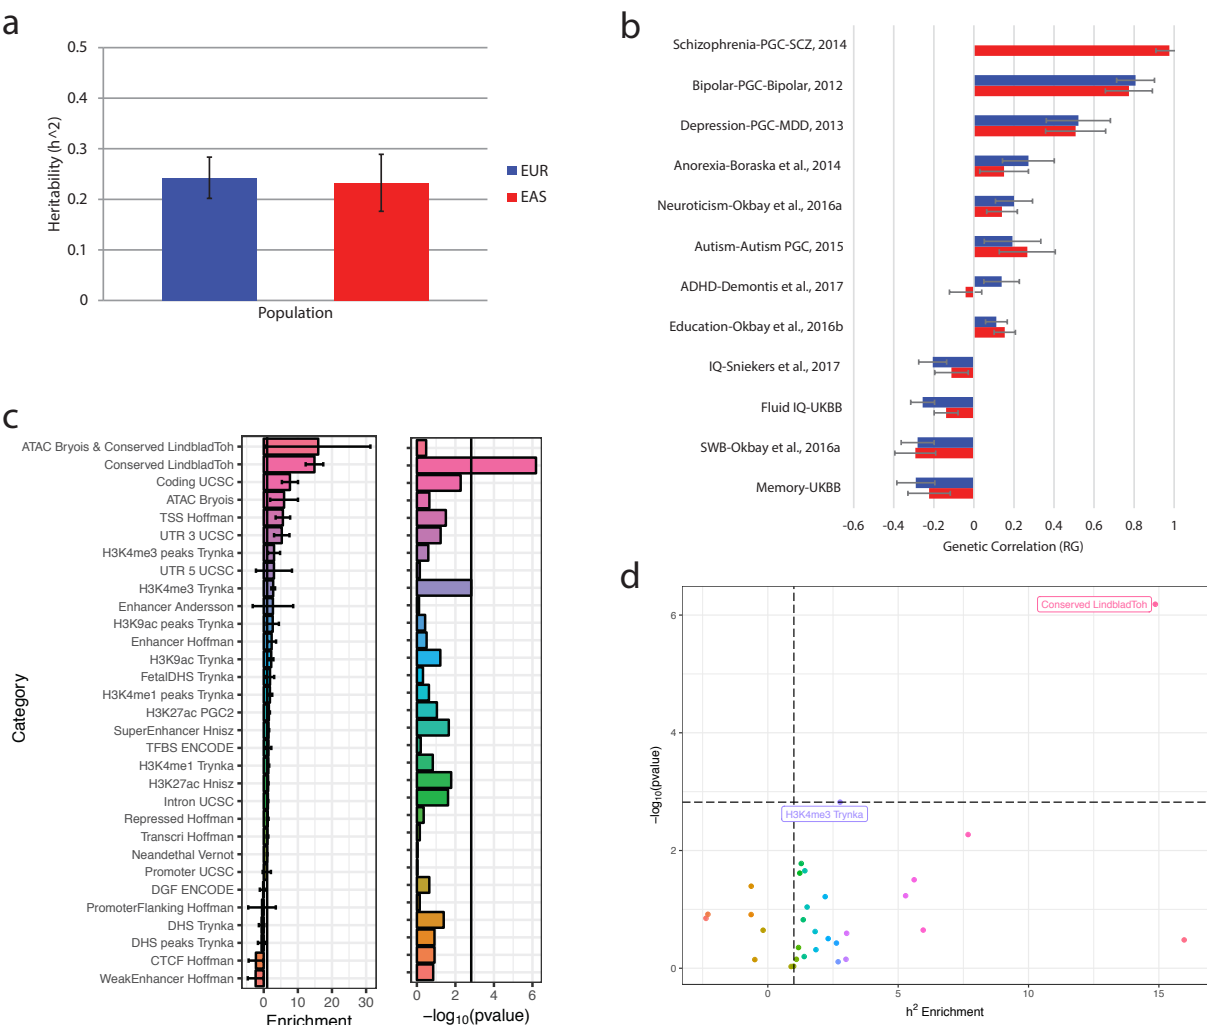 a
0.5
0.4
0.3
0.2
0.1
0
Heritability (h^2)
Population
EUR
EAS
b
Schizophrenia-PGC-SCZ, 2014
Bipolar-PGC-Bipolar, 2012
Depression-PGC-MDD, 2013
Anorexia-Boraska et al., 2014
Neuroticism-Okbay et al., 2016a
Autism-Autism PGC, 2015
ADHD-Demontis et al., 2017
Education-Okbay et al., 2016b
IQ-Sniekers et al., 2017
Fluid IQ-UKBB
SWB-Okbay et al., 2016a
Memory-UKBB
-0.6 -0.4 -0.2 0 0.2 0.4 0.6 0.8 1
Genetic Correlation (RG)
c
Category
ATAC Bryois & Conserved LindbladToh
Conserved LindbladToh
Coding UCSC
ATAC Bryois
TSS Hoffman
UTR 3 UCSC
H3K4me3 peaks Trynka
UTR 5 UCSC
H3K4me3 Trynka
Enhancer Andersson
H3K9ac peaks Trynka
Enhancer Hoffman
H3K9ac Trynka
FetalDHS Trynka
H3K4me1 peaks Trynka
H3K27ac PGC2
SuperEnhancer Hnisz
TFBS ENCODE
H3K4me1 Trynka
H3K27ac Hnisz
Intron UCSC
Repressed Hoffman
Transcri Hoffman
Neandethal Vernot
Promoter UCSC
DGF ENCODE
PromoterFlanking Hoffman
DHS Trynka
DHS peaks Trynka
CTCF Hoffman
WeakEnhancer Hoffman
0 10 20 30
Enrichment
0 2 4 6
−log10(pvalue)
d
Conserved LindbladToh
H3K4me3 Trynka
6
4
2
0
−log10(pvalue)
0 5 10 15
h2 Enrichment